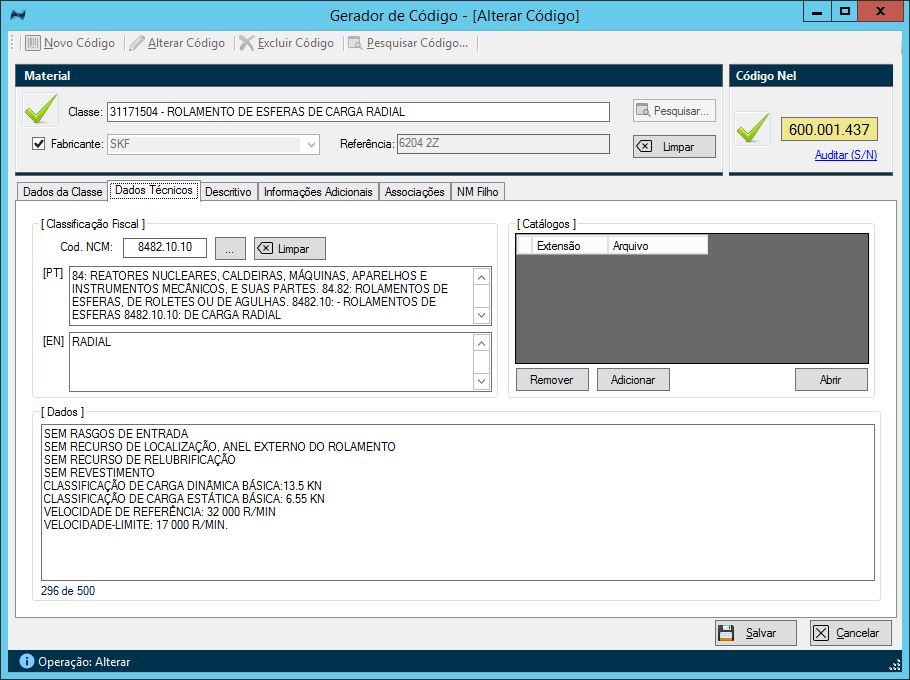 Gerador de Código - [Alterar Código]
Novo Código Alterar Código Excluir Código Pesquisar Código...
Material
Classe: 31171504 - ROLAMENTO DE ESFERAS DE CARGA RADIAL Pesquisar...
Fabricante: SKF Referência: 6204 2Z Limpar
Código Nel
600.001.437
Auditar (S/N)
Dados da Classe Dados Técnicos Descritivo Informações Adicionais Associações NM Filho
[ Classificação Fiscal ]
Cod. NCM: 8482.10.10 ... Limpar
[PT] 84: REATORES NUCLEARES, CALDEIRAS, MÁQUINAS, APARELHOS E
INSTRUMENTOS MECÂNICOS, E SUAS PARTES. 84.82: ROLAMENTOS DE
ESFERAS, DE ROLETES OU DE AGULHAS. 8482.10: - ROLAMENTOS DE
ESFERAS 8482.10.10: DE CARGA RADIAL
[EN] RADIAL
[ Catálogos ]
Extensão Arquivo
Remover Adicionar Abrir
[ Dados ]
SEM RASGOS DE ENTRADA
SEM RECURSO DE LOCALIZAÇÃO, ANEL EXTERNO DO ROLAMENTO
SEM RECURSO DE RELUBRIFICAÇÃO
SEM REVESTIMENTO
CLASSIFICAÇÃO DE CARGA DINÂMICA BÁSICA:13.5 KN
CLASSIFICAÇÃO DE CARGA ESTÁTICA BÁSICA: 6.55 KN
VELOCIDADE DE REFERÊNCIA: 32 000 R/MIN
VELOCIDADE-LIMITE: 17 000 R/MIN.
296 de 500
Salvar Cancelar
Operação: Alterar